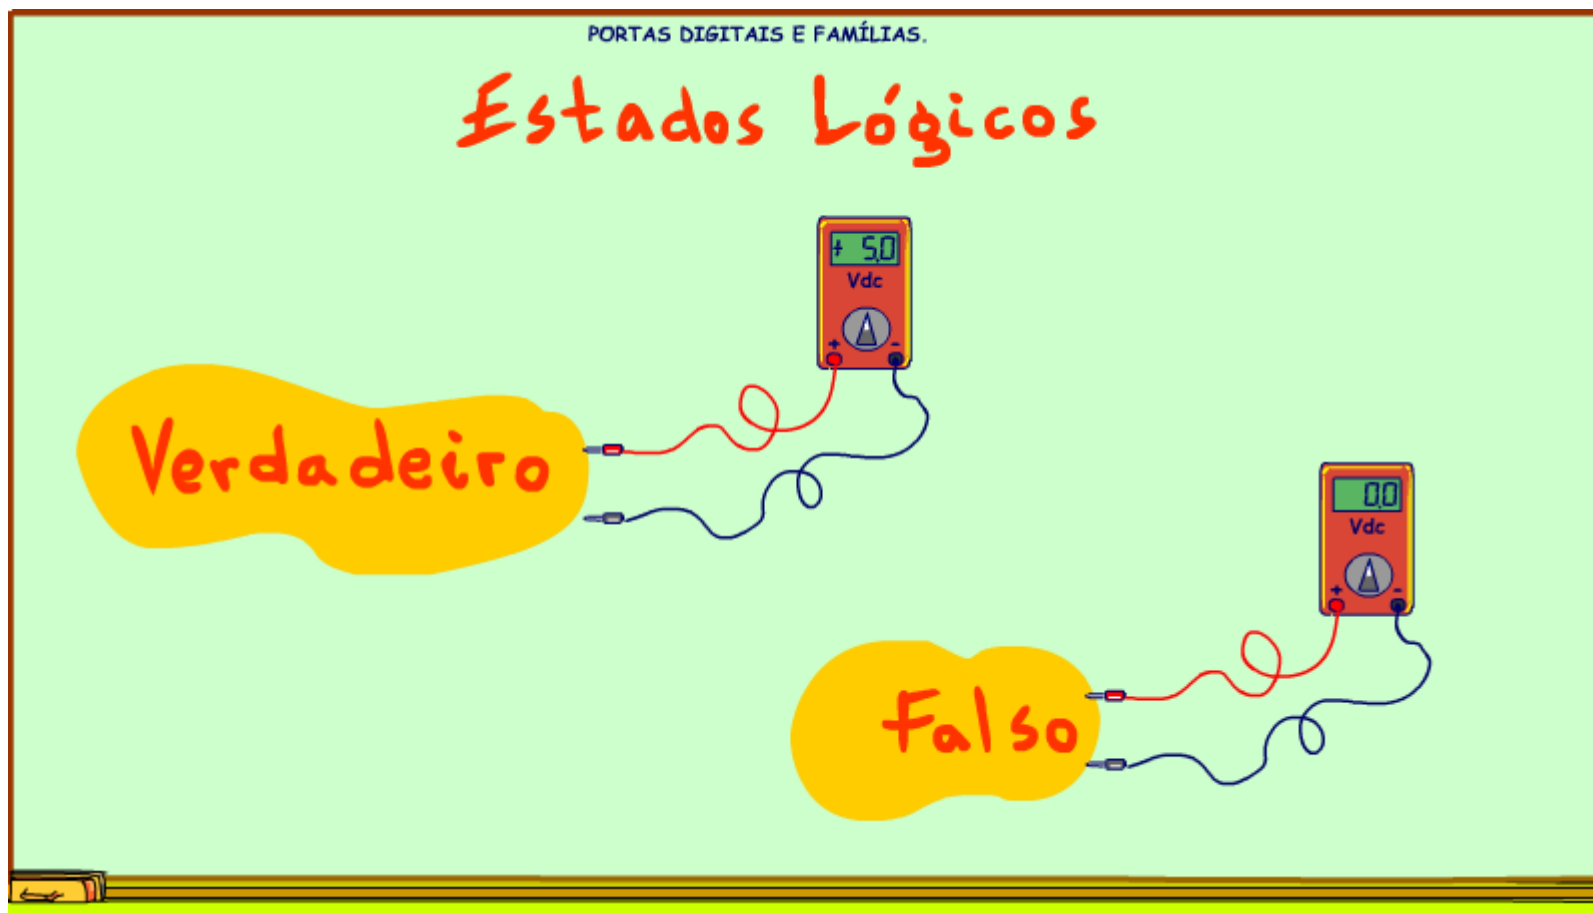 PORTAS DIGITAIS E FAMÍLIAS.
Estados Lógicos
+ 5,0
Vdc
+ -
Verdadeiro
0,0
Vdc
+ -
Falso